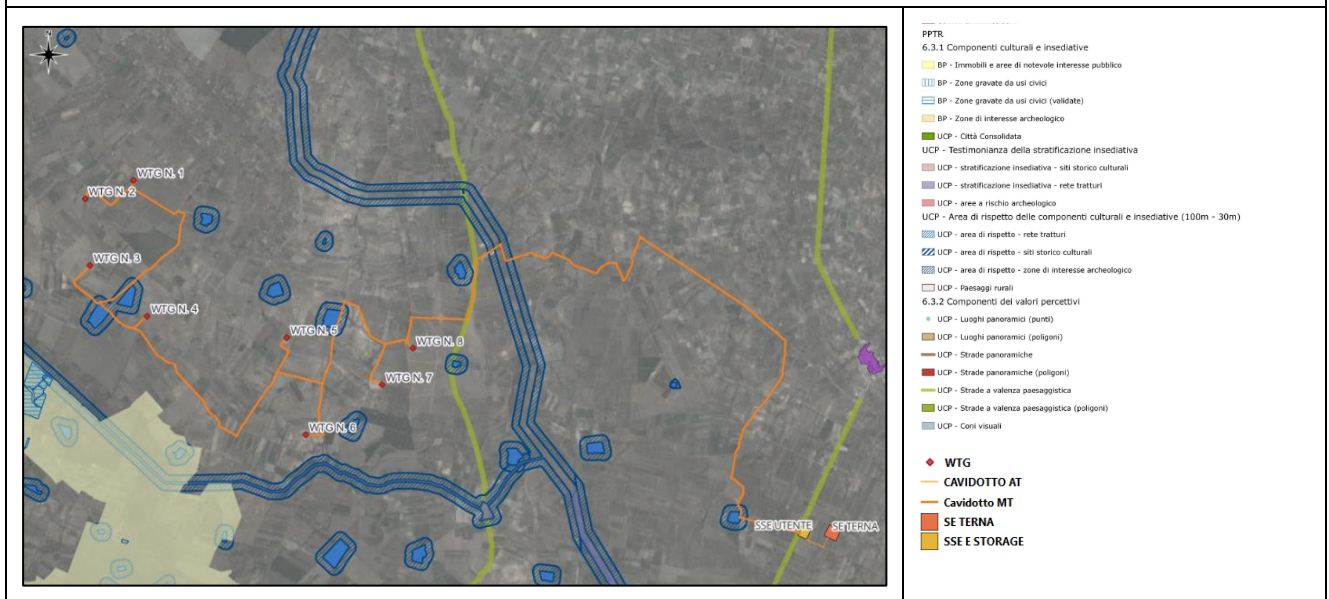 N
WTG N. 1
WTG N. 2
WTG N. 3
WTG N. 4
WTG N. 5
WTG N. 8
WTG N. 7
WTG N. 6
SSE UTENTE
SE TERNA
PPTR
6.3.1 Componenti culturali e insediative
BP - Immobili e aree di notevole interesse pubblico
BP - Zone gravate da usi civici
BP - Zone gravate da usi civici (validate)
BP - Zone di interesse archeologico
UCP - Città Consolidata
UCP - Testimonianza della stratificazione insediativa
UCP - stratificazione insediativa - siti storico culturali
UCP - stratificazione insediativa - rete tratturi
UCP - aree a rischio archeologico
UCP - Area di rispetto delle componenti culturali e insediative (100m - 30m)
UCP - area di rispetto - rete tratturi
UCP - area di rispetto - siti storico culturali
UCP - area di rispetto - zone di interesse archeologico
UCP - Paesaggi rurali
6.3.2 Componenti dei valori percettivi
UCP - Luoghi panoramici (punti)
UCP - Luoghi panoramici (poligoni)
UCP - Strade panoramiche
UCP - Strade panoramiche (poligoni)
UCP - Strade a valenza paesaggistica
UCP - Strade a valenza paesaggistica (poligoni)
UCP - Coni visuali
WTG
CAVIDOTTO AT
Cavidotto MT
SE TERNA
SSE E STORAGE